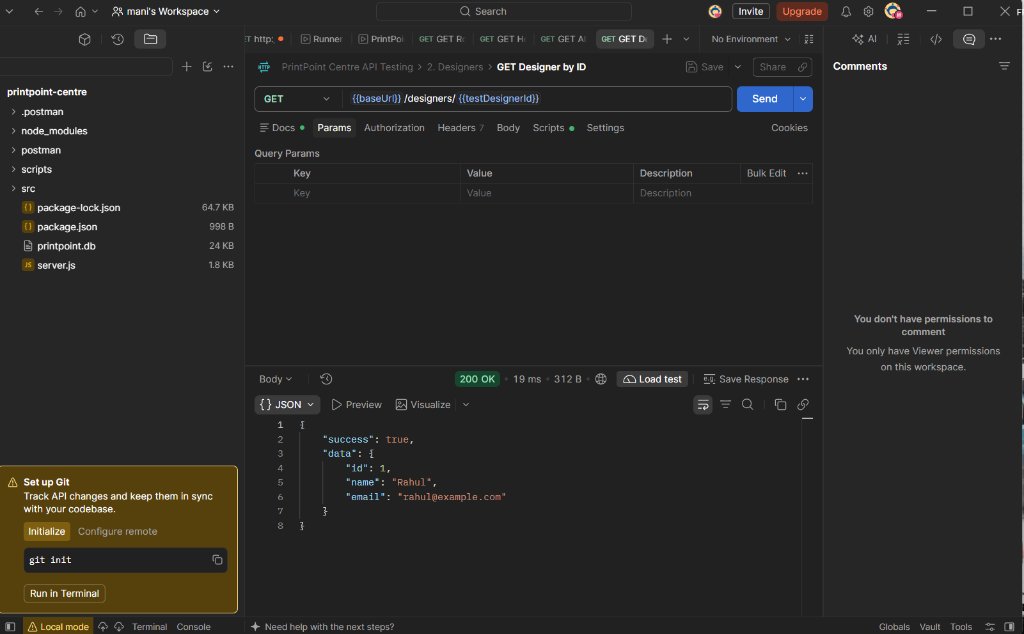 mani's Workspace
Search
Invite
Upgrade
http:
Runner
PrintPoi
GET GET R
GET GET H
GET GET A
GET GET D
No Environment
AI
printpoint-centre
.postman
node_modules
postman
scripts
src
package-lock.json 64.7 KB
package.json 998 B
printpoint.db 24 KB
JS server.js 1.8 KB
HTTP PrintPoint Centre API Testing > 2. Designers > GET Designer by ID
Save
Share
GET {{baseUrl}} /designers/ {{testDesignerId}}
Send
Docs Params Authorization Headers 7 Body Scripts Settings Cookies
Query Params
Key Value Description Bulk Edit
Key Value Description
Comments
You don't have permissions to
comment
You only have Viewer permissions
on this workspace.
Body 200 OK • 19 ms • 312 B Load test Save Response
{} JSON Preview Visualize
1 {
2 "success": true,
3 "data": {
4 "id": 1,
5 "name": "Rahul",
6 "email": "rahul@example.com"
7 }
8 }
Set up Git
Track API changes and keep them in sync
with your codebase.
Initialize Configure remote
git init
Run in Terminal
Local mode Terminal Console
Need help with the next steps?
Globals Vault Tools